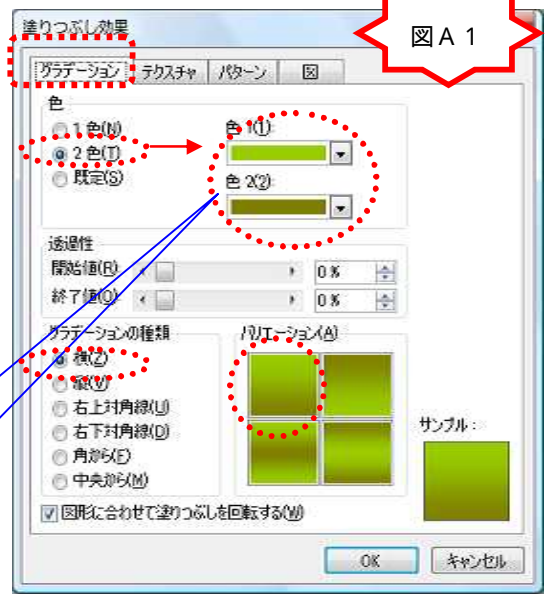 塗りつぶし効果
図A 1
グラデーション テクスチャ パターン 図
色
1 色(N)
2 色(T)
既定(S)
色 1(1):
色 2(2):
透過性
開始値(R) 0 %
終了値(O) 0 %
グラデーションの種類
横(Z)
縦(V)
右上対角線(U)
右下対角線(D)
角から(F)
中央から(M)
バリエーション(A)
サンプル:
図形に合わせて塗りつぶしを回転する(W)
OK キャンセル